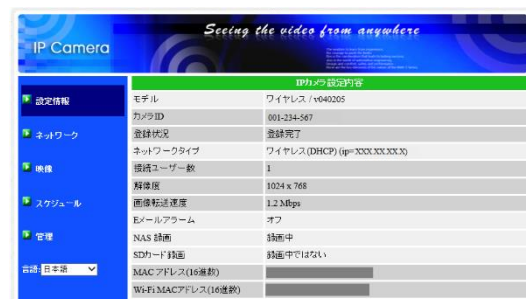 IP Camera
Seeing the video from anywhere
IPカメラ設定内容
設定情報
ネットワーク
映像
スケジュール
管理
言語: 日本語
モデル ワイヤレス / v040205
カメラID 001-234-567
登録状況 登録完了
ネットワークタイプ ワイヤレス(DHCP) (ip=XXX.XX.XX.X)
接続ユーザー数 1
解像度 1024 x 768
画像転送速度 1.2 Mbps
Eメールアラーム オフ
NAS 録画 録画中
SDカード録画 録画中ではない
MAC アドレス(16進数)
Wi-Fi MACアドレス(16進数)